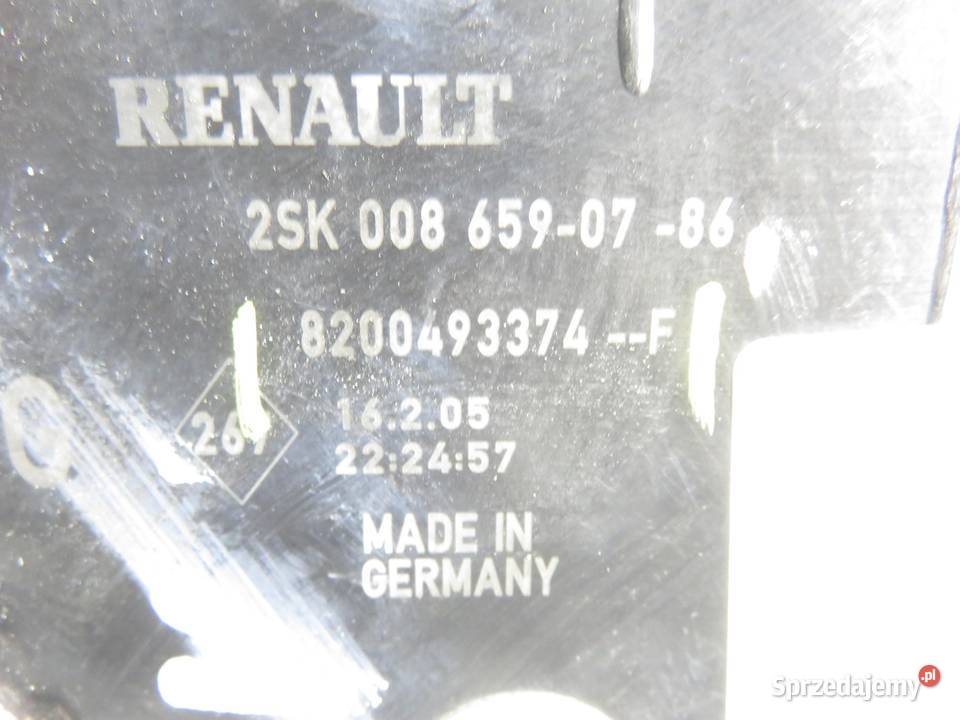 RENAULT
2SK 008 659-07 -86
8200493374 --F
16.2.05
22:24:57
MADE IN
GERMANY
Sprzedajemy.pl